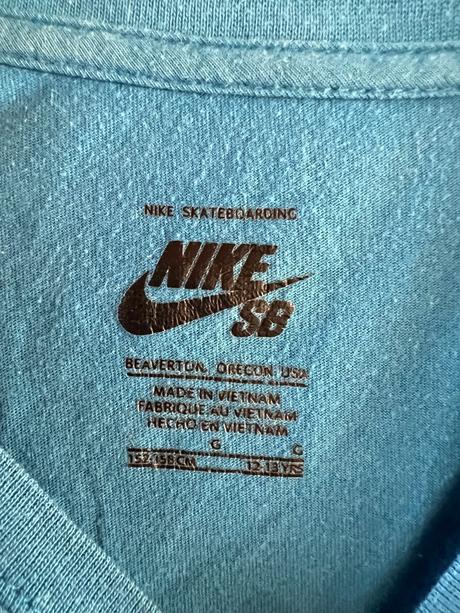 NIKE SKATEBOARDING
NIKE
SB
BEAVERTON, OREGON, USA
MADE IN VIETNAM
FABRIQUE AU VIETNAM
HECHO EN VIETNAM
G G
152-158 CM 12-13 YRS